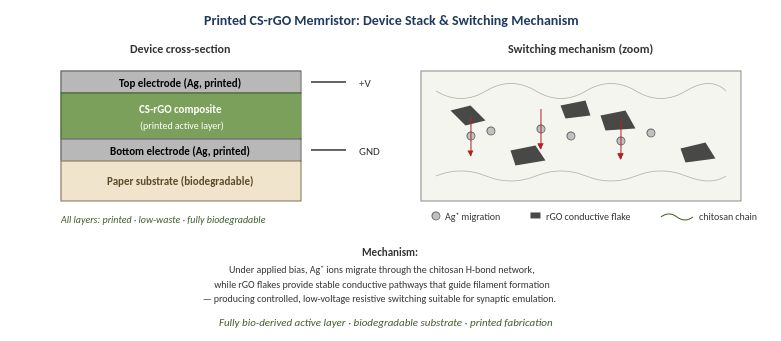 Printed CS-rGO Memristor: Device Stack & Switching Mechanism
Device cross-section
Top electrode (Ag, printed)
CS-rGO composite
(printed active layer)
Bottom electrode (Ag, printed)
Paper substrate (biodegradable)
+V
GND
All layers: printed · low-waste · fully biodegradable
Switching mechanism (zoom)
Ag⁺ migration
rGO conductive flake
chitosan chain
Mechanism:
Under applied bias, Ag⁺ ions migrate through the chitosan H-bond network,
while rGO flakes provide stable conductive pathways that guide filament formation
— producing controlled, low-voltage resistive switching suitable for synaptic emulation.
Fully bio-derived active layer · biodegradable substrate · printed fabrication